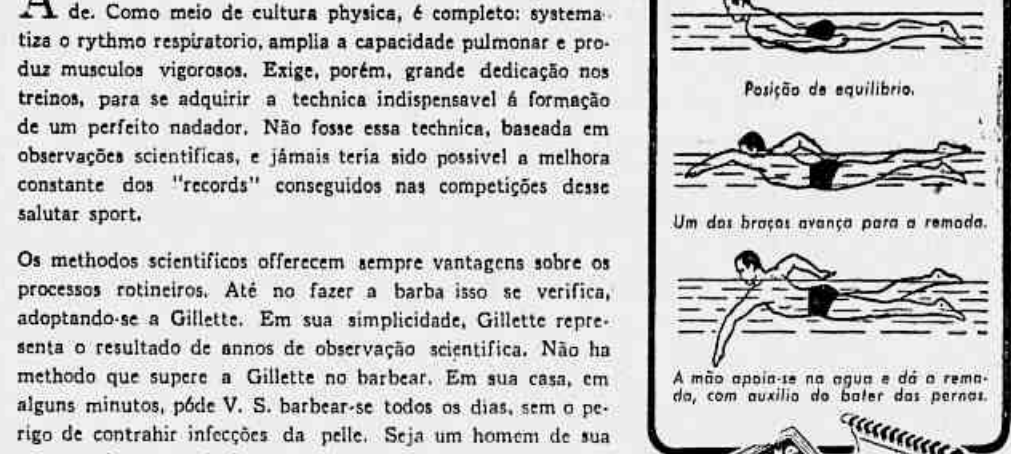 A de. Como meio de cultura physica, é completo: systema-
tiza o rythmo respiratorio, amplia a capacidade pulmonar e pro-
duz musculos vigorosos. Exige, porém, grande dedicação nos
treinos, para se adquirir a technica indispensavel á formação
de um perfeito nadador. Não fosse essa technica, baseada em
observações scientificas, e jámais teria sido possivel a melhora
constante dos "records" conseguidos nas competições desse
salutar sport.
Os methodos scientificos offerecem sempre vantagens sobre os
processos rotineiros. Até no fazer a barba isso se verifica,
adoptando-se a Gillette. Em sua simplicidade, Gillette repre-
senta o resultado de annos de observação scientifica. Não ha
methodo que supere a Gillette no barbear. Em sua casa, em
alguns minutos, póde V. S. barbear-se todos os dias, sem o pe-
rigo de contrahir infecções da pelle. Seja um homem de sua
Posição de equilibrio.
Um dos braços avança para a remada.
A mão apoia-se na agua e dá a rema-
da, com auxilio do bater das pernas.